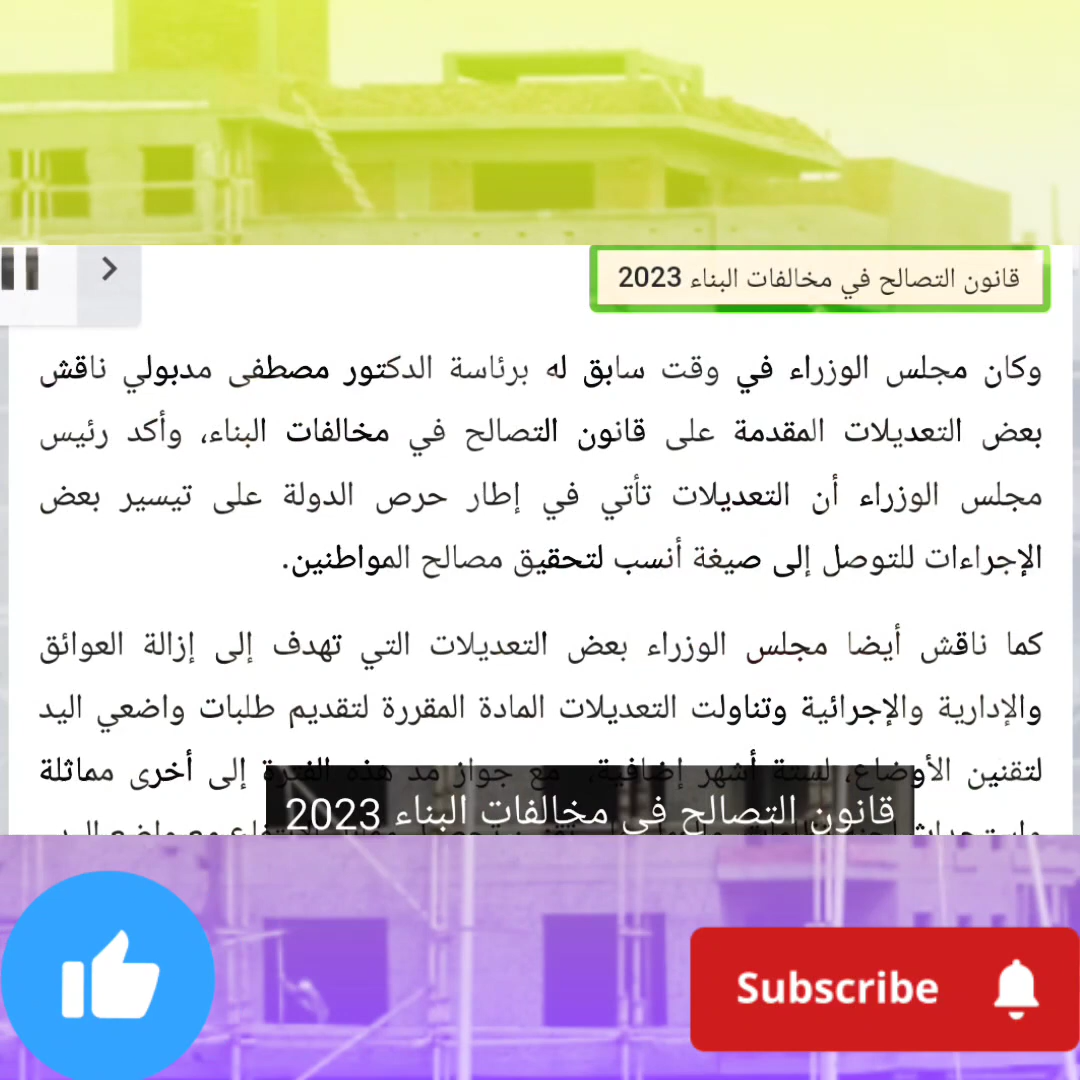 قانون التصالح في مخالفات البناء 2023
وكان مجلس الوزراء في وقت سابق له برئاسة الدكتور مصطفى مدبولي ناقش
بعض التعديلات المقدمة على قانون التصالح في مخالفات البناء، وأكد رئيس
مجلس الوزراء أن التعديلات تأتي في إطار حرص الدولة على تيسير بعض
الإجراءات للتوصل إلى صيغة أنسب لتحقيق مصالح المواطنين.
كما ناقش أيضا مجلس الوزراء بعض التعديلات التي تهدف إلى إزالة العوائق
والإدارية والإجرائية وتناولت التعديلات المادة المقررة لتقديم طلبات واضعي اليد
لتقنين الأوضاع، لستة أشهر إضافية، مع جواز مد هذه الفترة إلى أخرى مماثلة
قانون التصالح في مخالفات البناء 2023
Subscribe